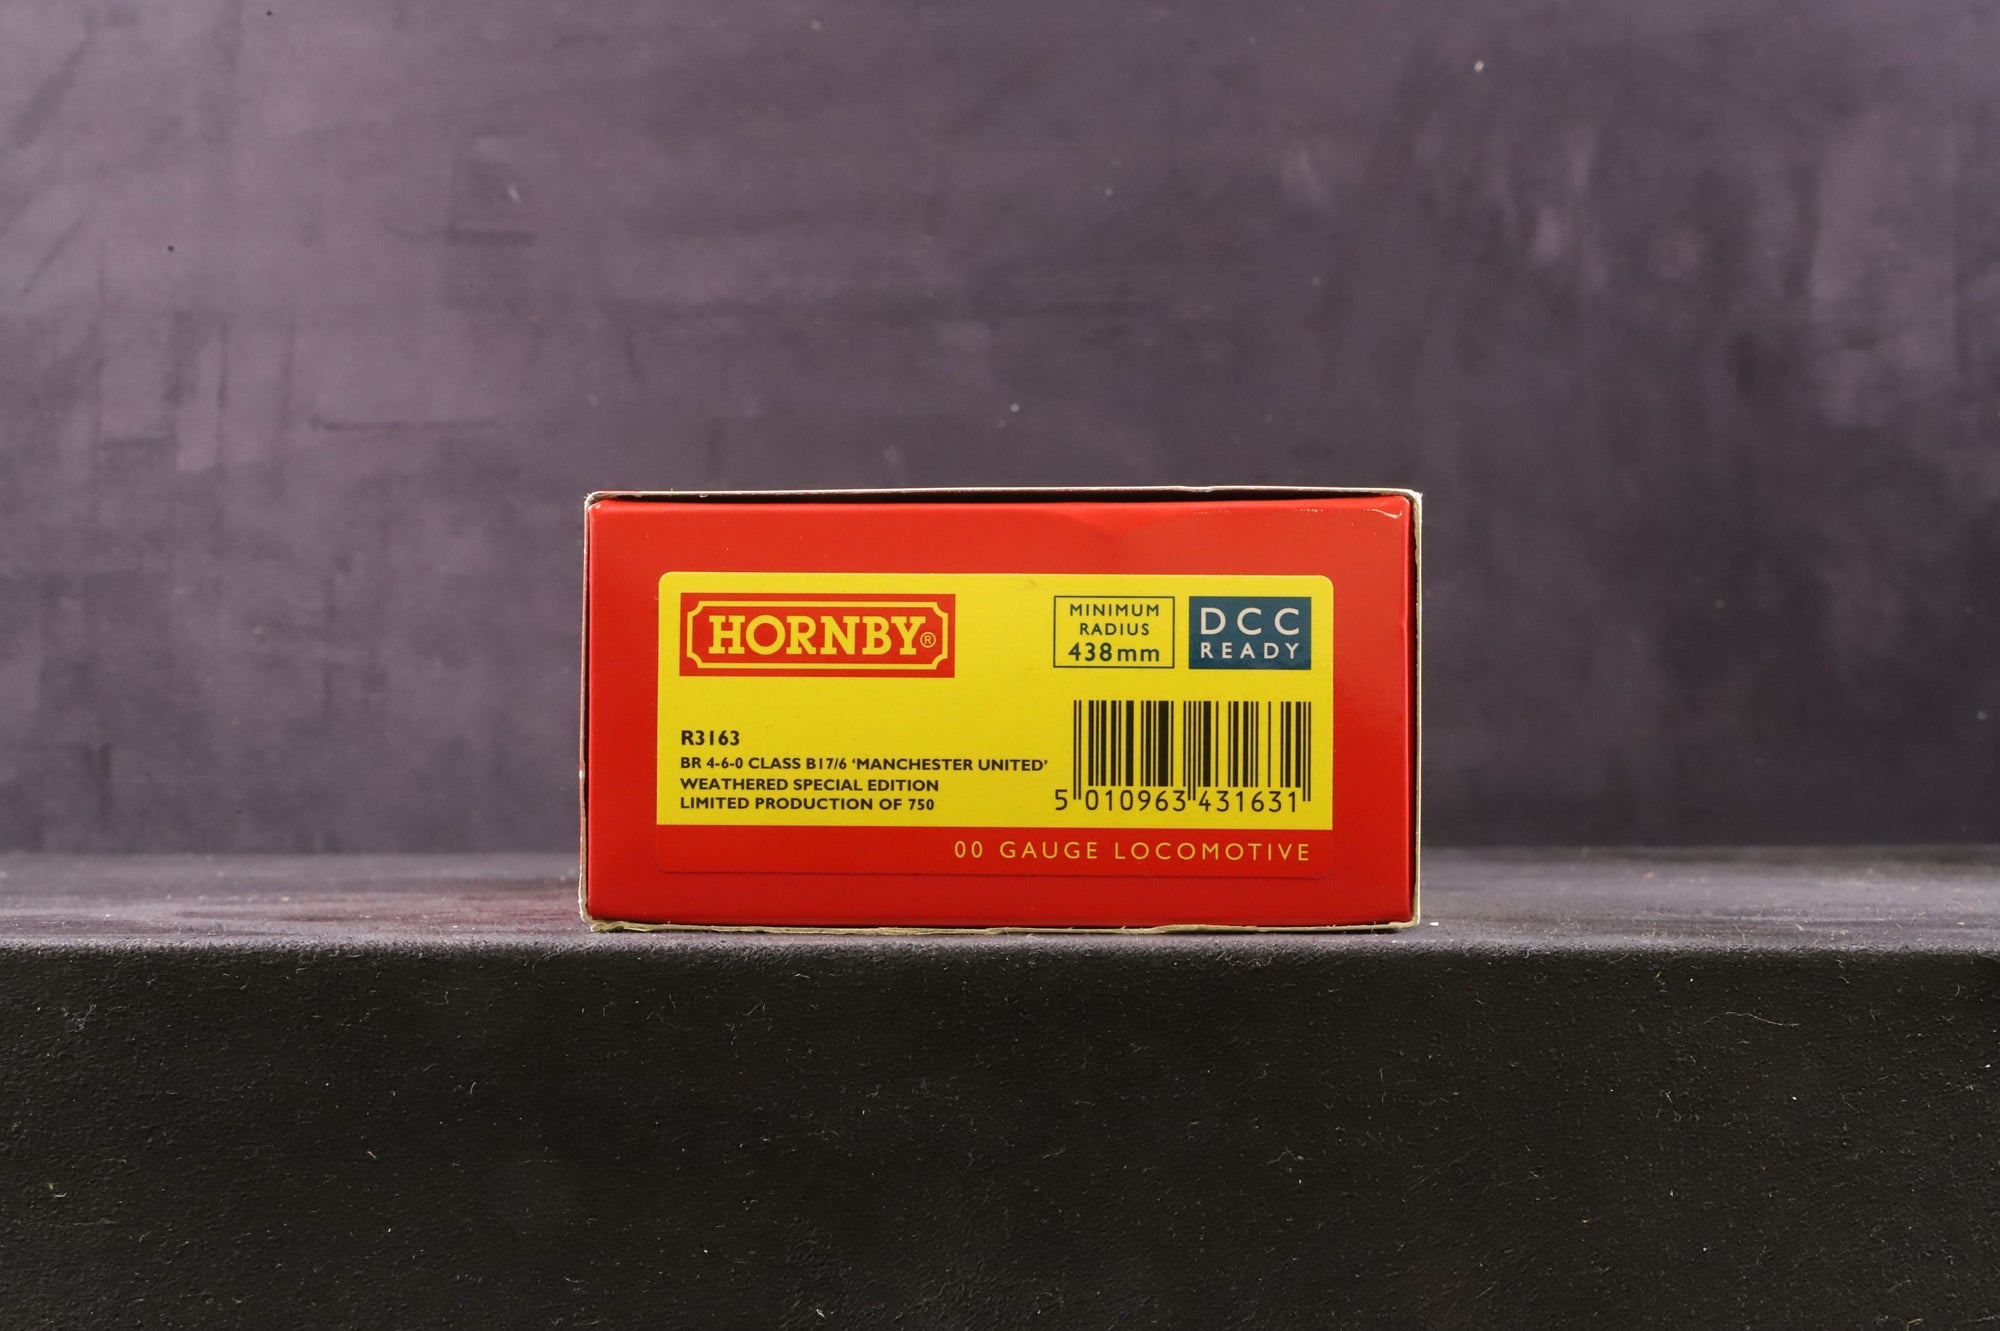 HORNBY®
MINIMUM
RADIUS
438mm
DCC
READY
R3163
BR 4-6-0 CLASS B17/6 ‘MANCHESTER UNITED’
WEATHERED SPECIAL EDITION
LIMITED PRODUCTION OF 750
5 010963 431631
00 GAUGE LOCOMOTIVE